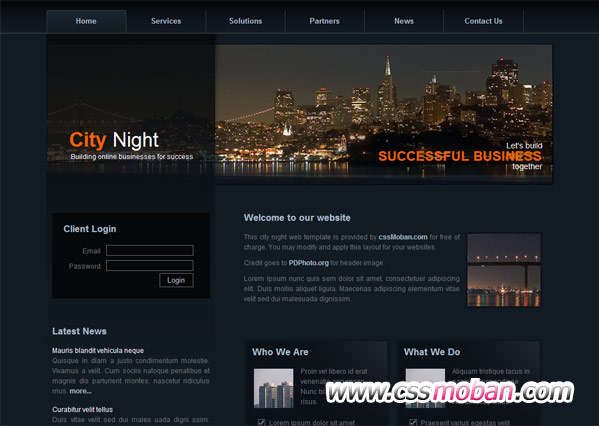 Home Services Solutions Partners News Contact Us
City Night
Building online businesses for success
Let's build
SUCCESSFUL BUSINESS
together
Client Login
Email
Password
Login
Latest News
Mauris blandit vehicula neque
Quisque in diam a justo condimentum molestie.
Vivamus a velit. Cum sociis natoque penatibus et
magnis dis parturient montes, nascetur ridiculus
mus. more...
Curabitur velit tellus
Duis vitae velit sed dui males uada digni ssim.
Welcome to our website
This city night web template is provided by cssMoban.com for free of
charge. You may modify and apply this layout for your websites.
Credit goes to PDPhoto.org for header image.
Lorem ipsum nunc quis sem dolor sit amet, consectetuer adipiscing
elit. Duis mollis aliquet ligula. Maecenas adipiscing elementum vitae
velit sed dui malesuada dignissim.
Who We Are
Proin vel libero id erat
venenatis
Nunc
risus.
Lorem ipsum dolor sit amet
What We Do
Aliquam tristique lacus in
Praesent varius egestas velit
www.cssmoban.com